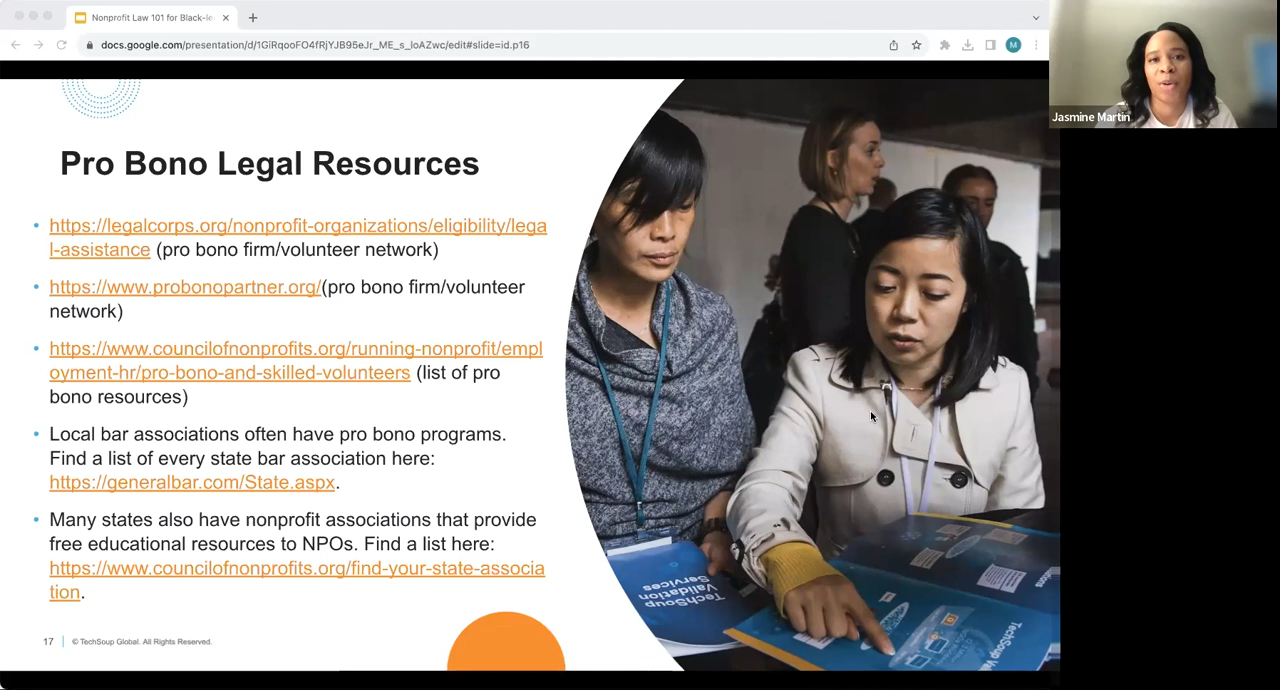 Nonprofit Law 101 for Black-le
docs.google.com/presentation/d/1GiRqooFO4fRjYJB95eJr_ME_s_loAZwc/edit#slide=id.p16
M
Jasmine Martin
Pro Bono Legal Resources
• https://legalcorps.org/nonprofit-organizations/eligibility/lega
l-assistance (pro bono firm/volunteer network)
• https://www.probonopartner.org/(pro bono firm/volunteer
network)
• https://www.councilofnonprofits.org/running-nonprofit/empl
oyment-hr/pro-bono-and-skilled-volunteers (list of pro
bono resources)
• Local bar associations often have pro bono programs.
Find a list of every state bar association here:
https://generalbar.com/State.aspx.
• Many states also have nonprofit associations that provide
free educational resources to NPOs. Find a list here:
https://www.councilofnonprofits.org/find-your-state-associa
tion.
17 | © TechSoup Global. All Rights Reserved.
TechSoup
Validation
Services
TechSoup